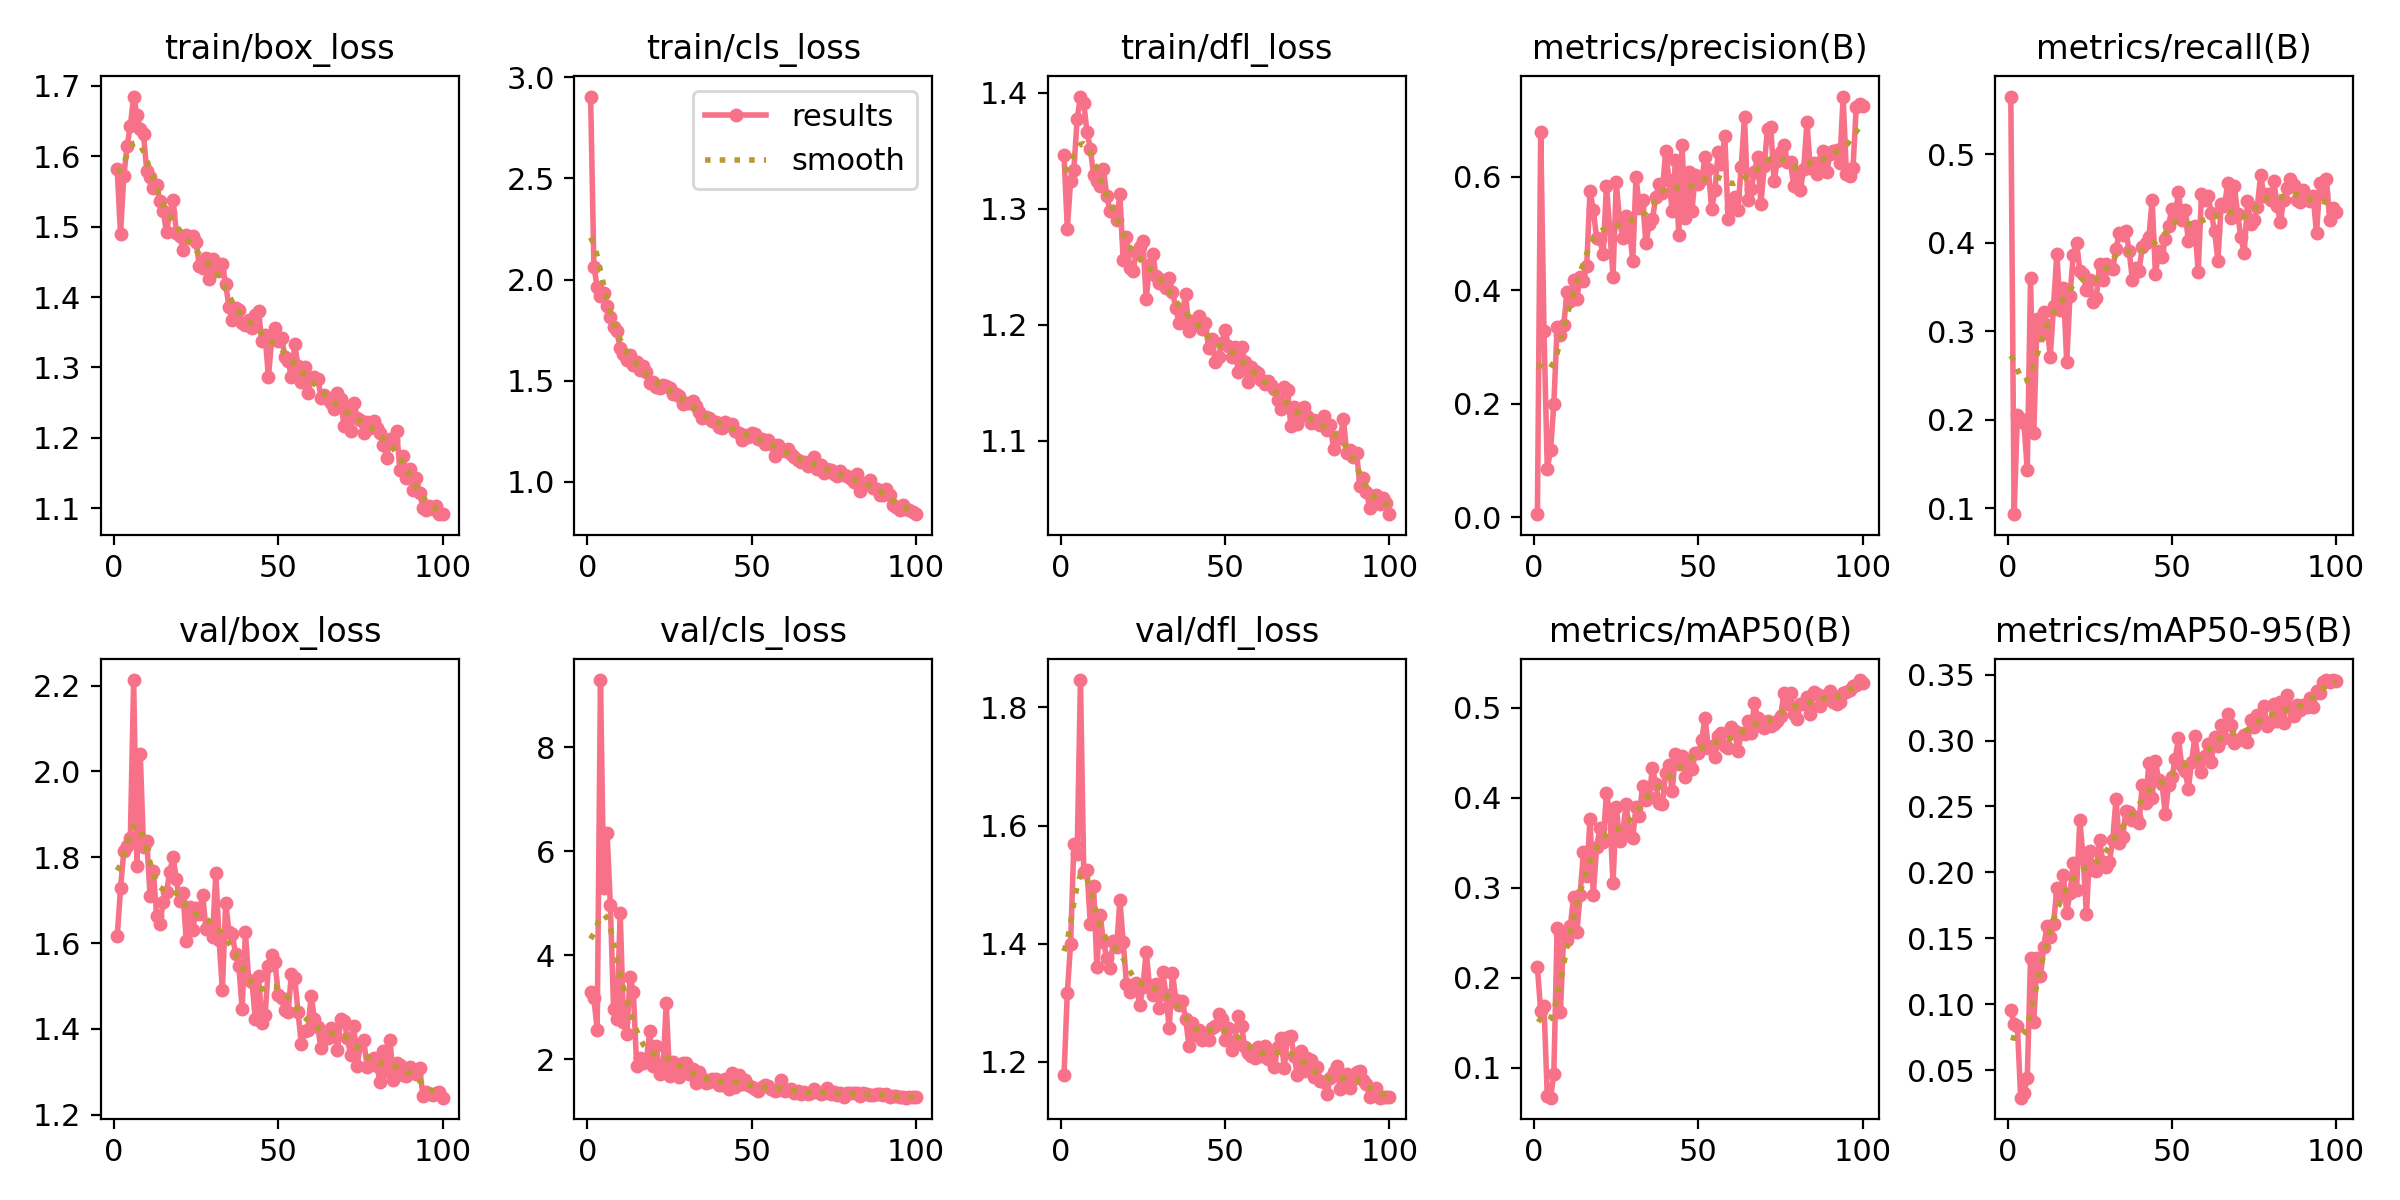 train/box_loss
1.7
1.6
1.5
1.4
1.3
1.2
1.1
0 50 100
train/cls_loss
3.0
2.5
2.0
1.5
1.0
results
smooth
0 50 100
train/dfl_loss
1.4
1.3
1.2
1.1
0 50 100
metrics/precision(B)
0.6
0.4
0.2
0.0
0 50 100
metrics/recall(B)
0.5
0.4
0.3
0.2
0.1
0 50 100
val/box_loss
2.2
2.0
1.8
1.6
1.4
1.2
0 50 100
val/cls_loss
8
6
4
2
0 50 100
val/dfl_loss
1.8
1.6
1.4
1.2
0 50 100
metrics/mAP50(B)
0.5
0.4
0.3
0.2
0.1
0 50 100
metrics/mAP50-95(B)
0.35
0.30
0.25
0.20
0.15
0.10
0.05
0 50 100